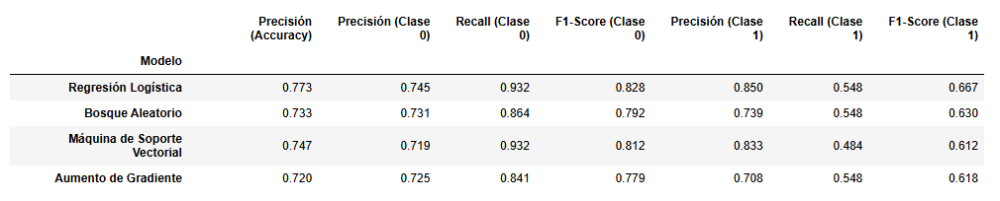 Precisión (Accuracy) Precisión (Clase 0) Recall (Clase 0) F1-Score (Clase 0) Precisión (Clase 1) Recall (Clase 1) F1-Score (Clase 1)
Modelo
Regresión Logística 0.773 0.745 0.932 0.828 0.850 0.548 0.667
Bosque Aleatorio 0.733 0.731 0.864 0.792 0.739 0.548 0.630
Máquina de Soporte Vectorial 0.747 0.719 0.932 0.812 0.833 0.484 0.612
Aumento de Gradiente 0.720 0.725 0.841 0.779 0.708 0.548 0.618